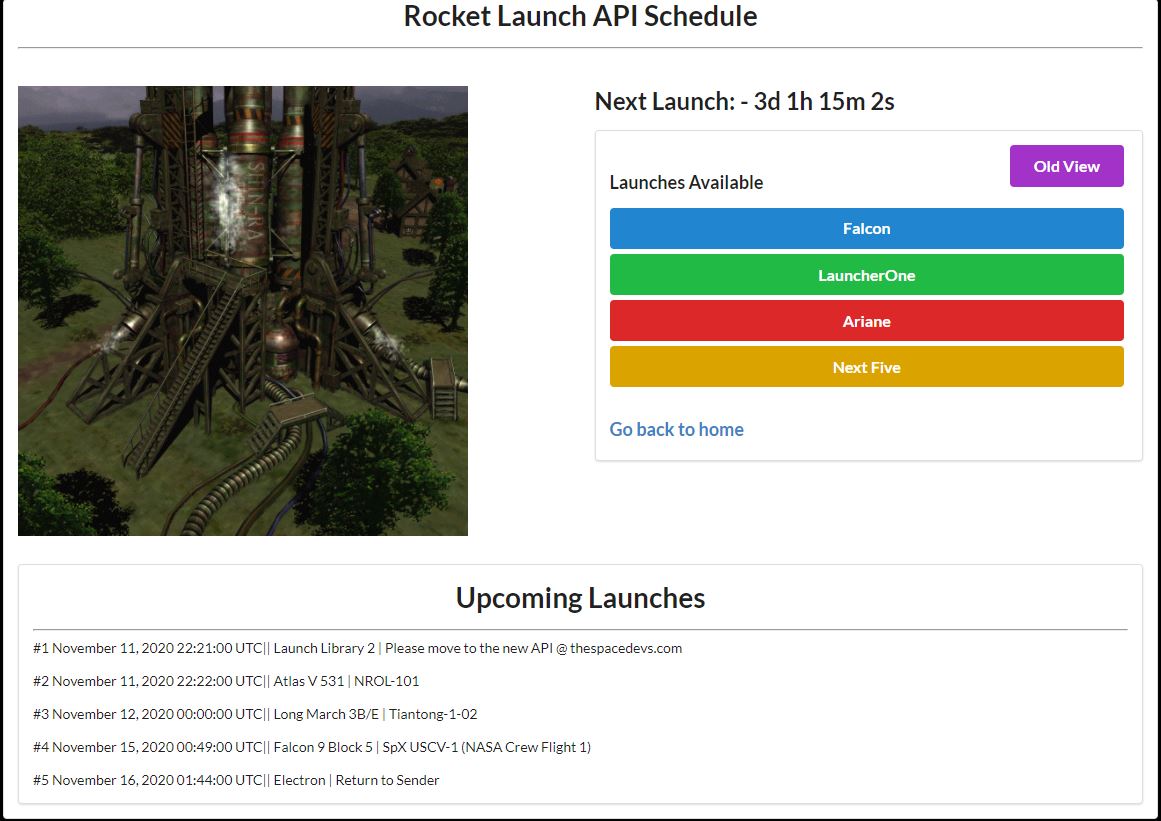 Rocket Launch API Schedule
SHIN-RA
Next Launch: - 3d 1h 15m 2s
Old View
Launches Available
Falcon
LauncherOne
Ariane
Next Five
Go back to home
Upcoming Launches
#1 November 11, 2020 22:21:00 UTC|| Launch Library 2 | Please move to the new API @ thespacedevs.com
#2 November 11, 2020 22:22:00 UTC|| Atlas V 531 | NROL-101
#3 November 12, 2020 00:00:00 UTC|| Long March 3B/E | Tiantong-1-02
#4 November 15, 2020 00:49:00 UTC|| Falcon 9 Block 5 | SpX USCV-1 (NASA Crew Flight 1)
#5 November 16, 2020 01:44:00 UTC|| Electron | Return to Sender